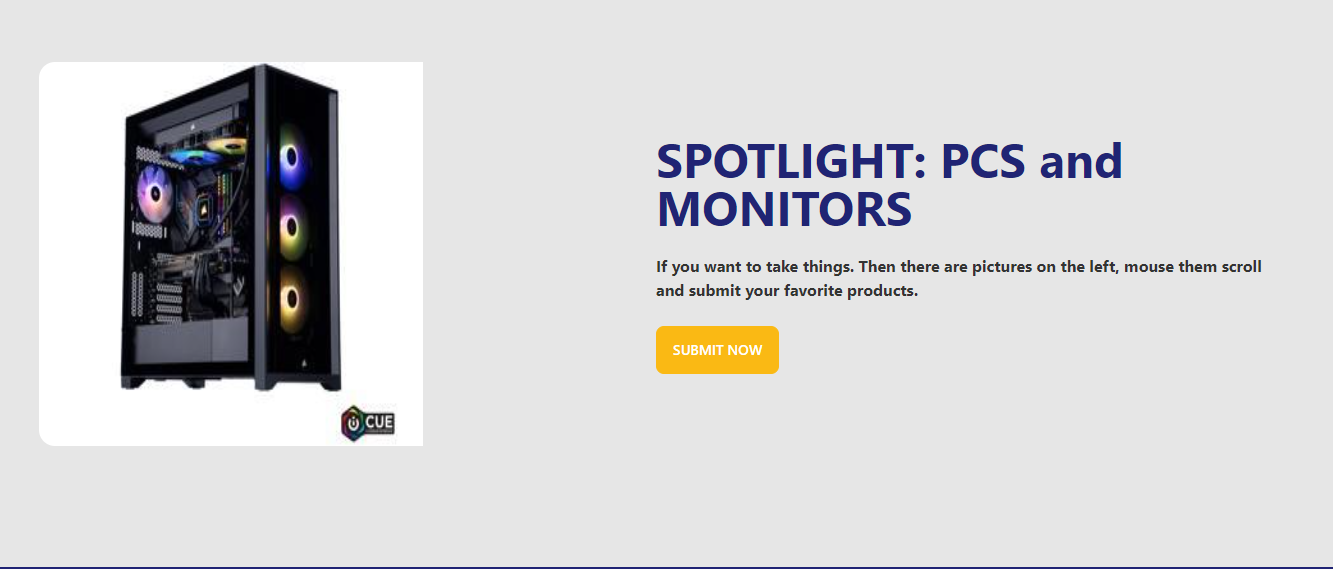 SPOTLIGHT: PCS and
MONITORS
If you want to take things. Then there are pictures on the left, mouse them scroll
and submit your favorite products.
SUBMIT NOW
CUE